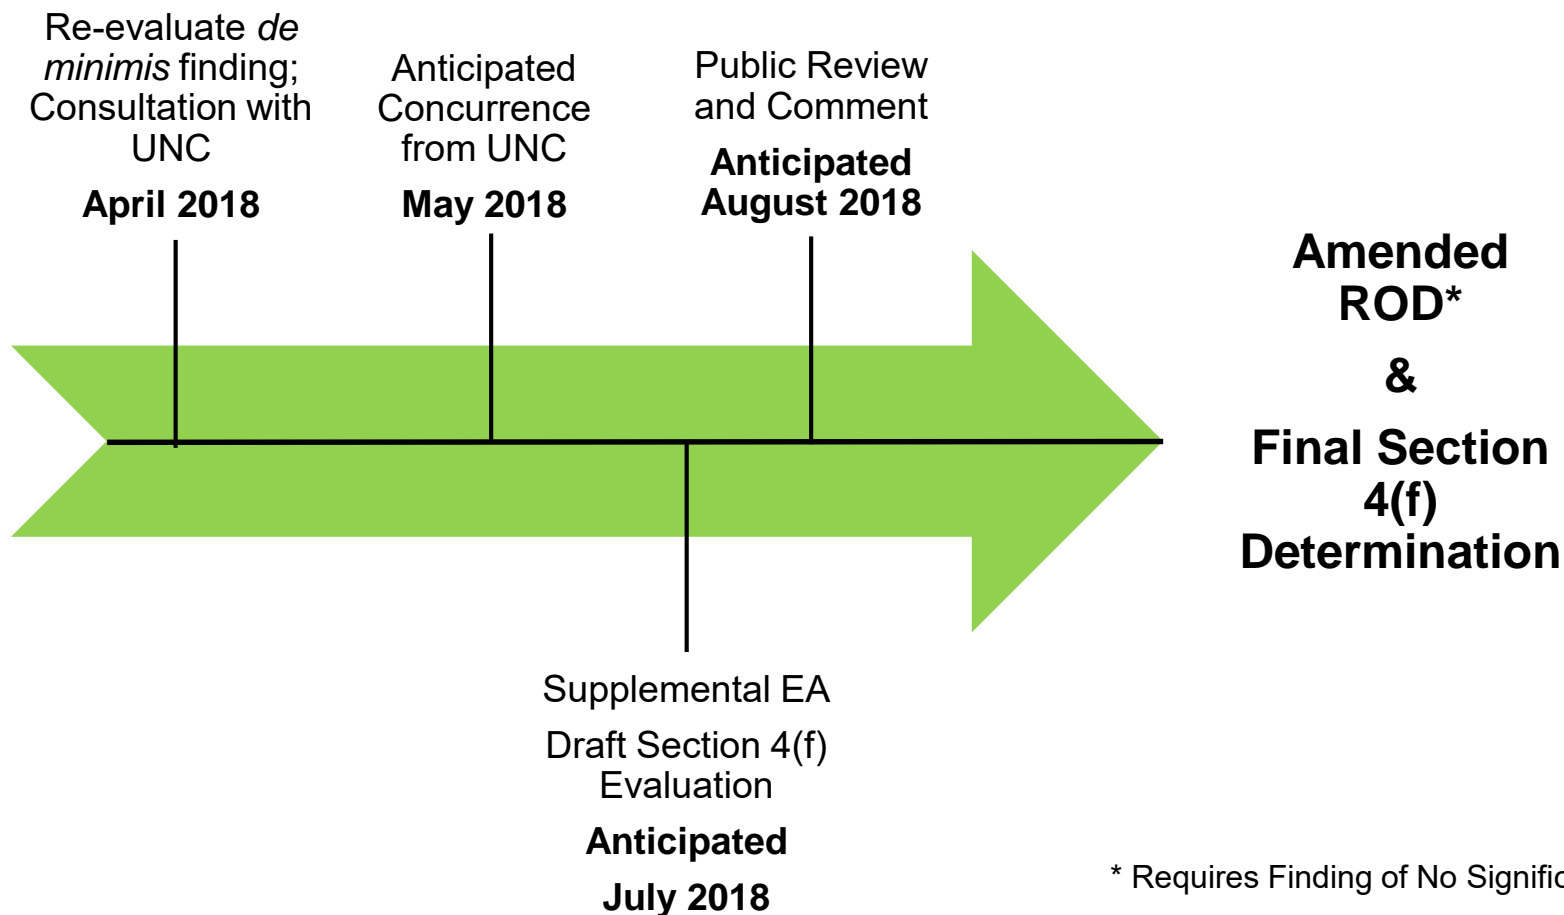 Re-evaluate de
minimis finding;
Consultation with
UNC
April 2018
Anticipated
Concurrence
from UNC
May 2018
Public Review
and Comment
Anticipated
August 2018
Amended
ROD*
&
Final Section
4(f)
Determination
Supplemental EA
Draft Section 4(f)
Evaluation
Anticipated
July 2018
* Requires Finding of No